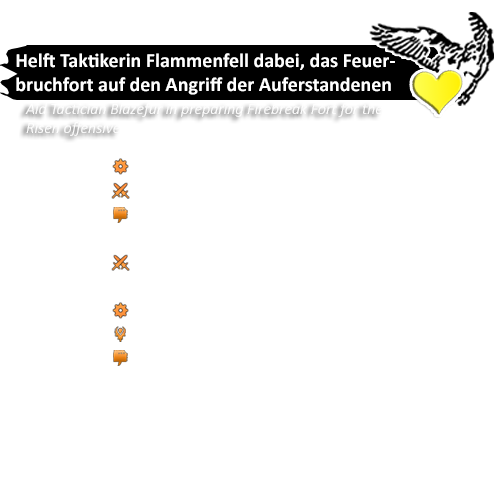 Helft Taktikerin Flammenfell dabei, das Feuer-
bruchfort auf den Angriff der Auferstandenen
"Aid Tactician Blazefur in preparing Firebreak Fort for the
Risen offensive